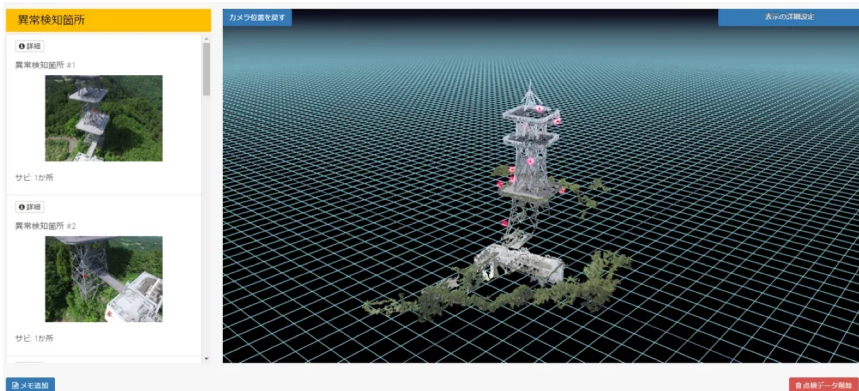 異常検知箇所
カメラ位置を戻す
表示の詳細設定
詳細
異常検知箇所 #1
サビ: 1か所
詳細
異常検知箇所 #2
サビ: 1か所
メモ追加
点検データ削除